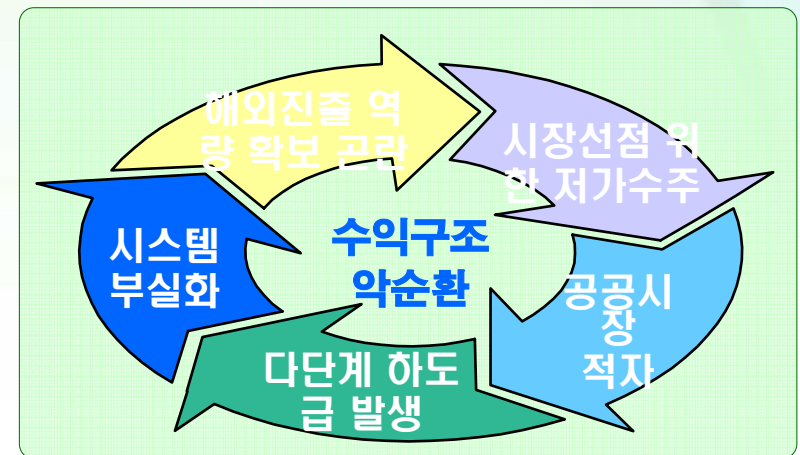 해외진출 역
량 확보 곤란
시장선점 위
한 저가수주
수익구조
악순환
시스템
부실화
공공시
장
적자
다단계 하도
급 발생